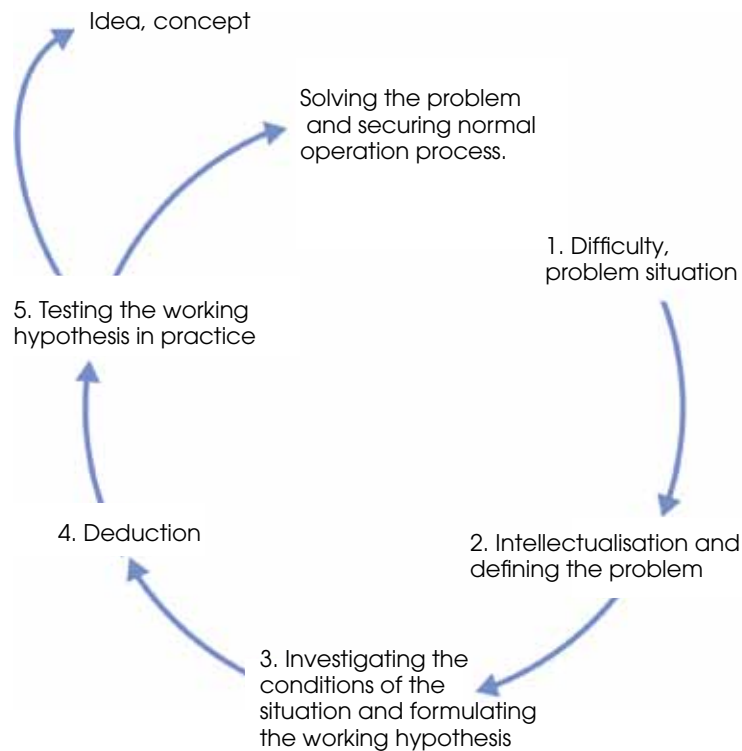 Idea, concept
Solving the problem
and securing normal
operation process.
1. Difficulty,
problem situation
2. Intellectualisation and
defining the problem
3. Investigating the
conditions of the
situation and formulating
the working hypothesis
4. Deduction
5. Testing the working
hypothesis in practice